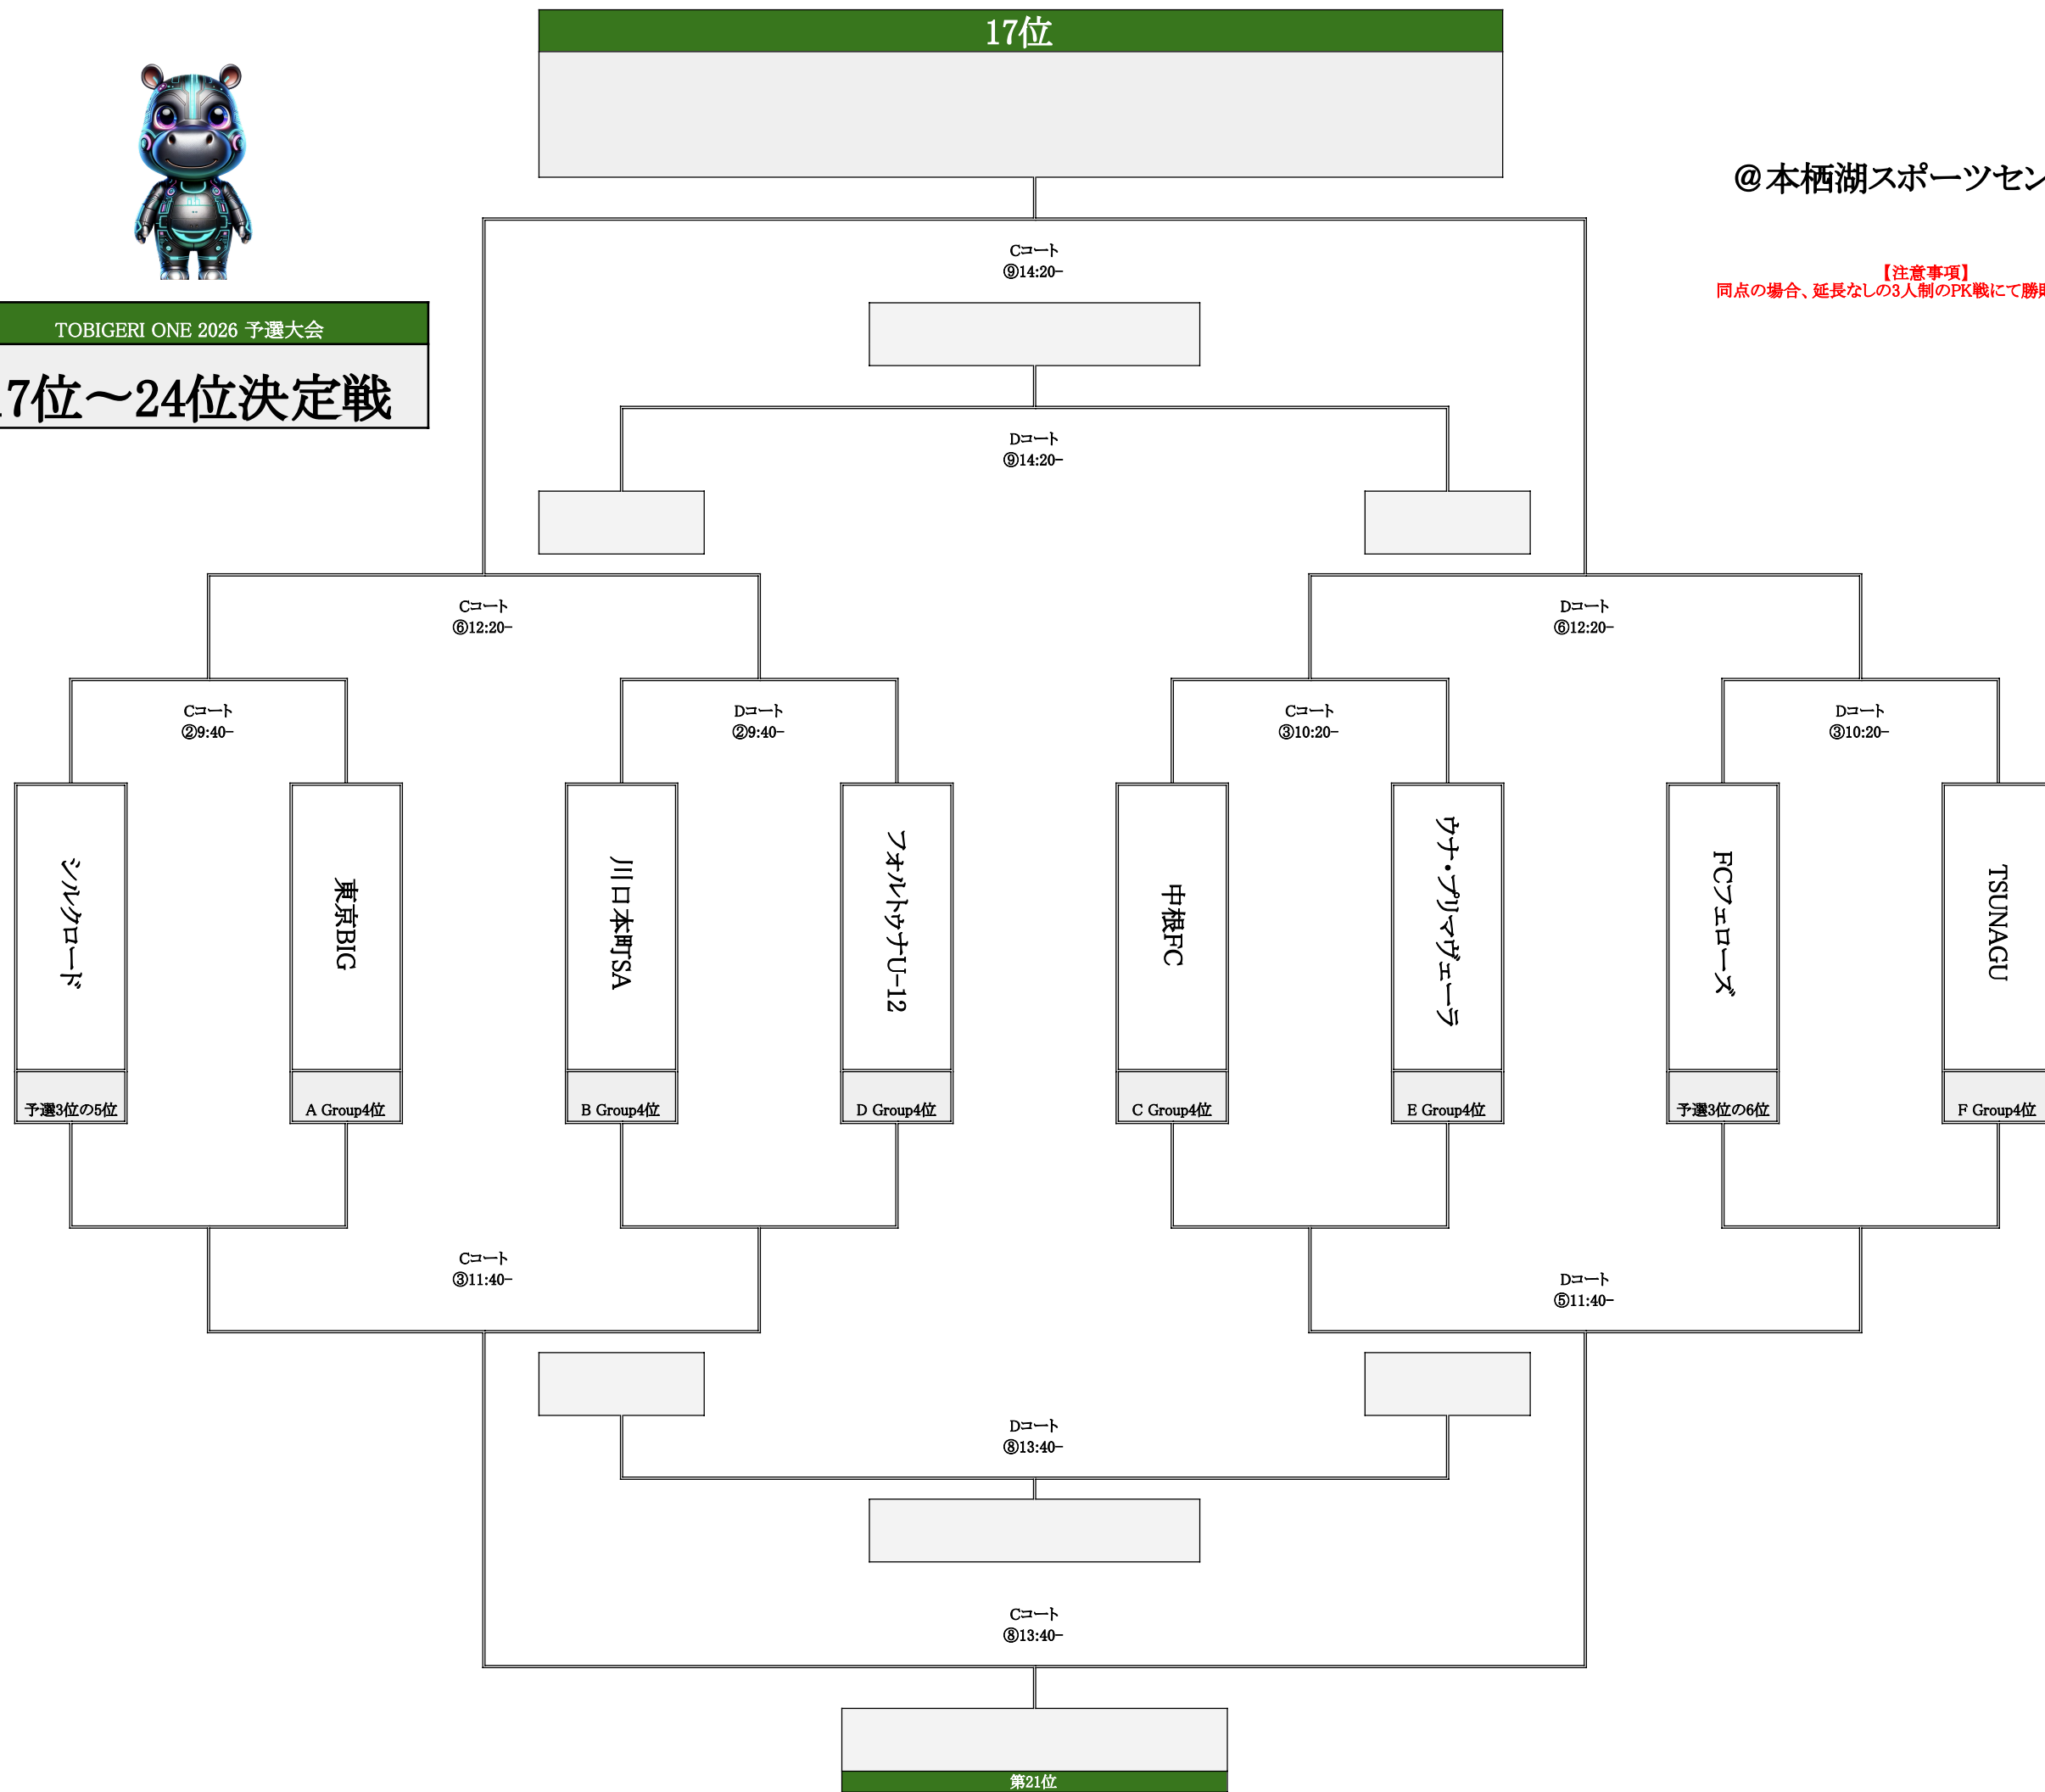 17位
@本栖湖スポーツセン
Cコート
⑨14:20-
【注意事項】
同点の場合、延長なしの3人制のPK戦にて勝
TOBIGERI ONE 2026 予選大会
7位～24位決定戦
Dコート
⑨14:20-
Cコート
⑥12:20-
Dコート
⑥12:20-
Cコート
②9:40-
Dコート
②9:40-
Cコート
③10:20-
Dコート
③10:20-
シルクロード
東京BIG
川口本町SA
フォルトゥナU-12
中根FC
ウナ・プリマヴェーラ
FCフェローズ
TSUNAGU
予選3位の5位
A Group4位
B Group4位
D Group4位
C Group4位
E Group4位
予選3位の6位
F Group4位
Cコート
③11:40-
Dコート
⑤11:40-
Dコート
⑧13:40-
Cコート
⑧13:40-
第21位